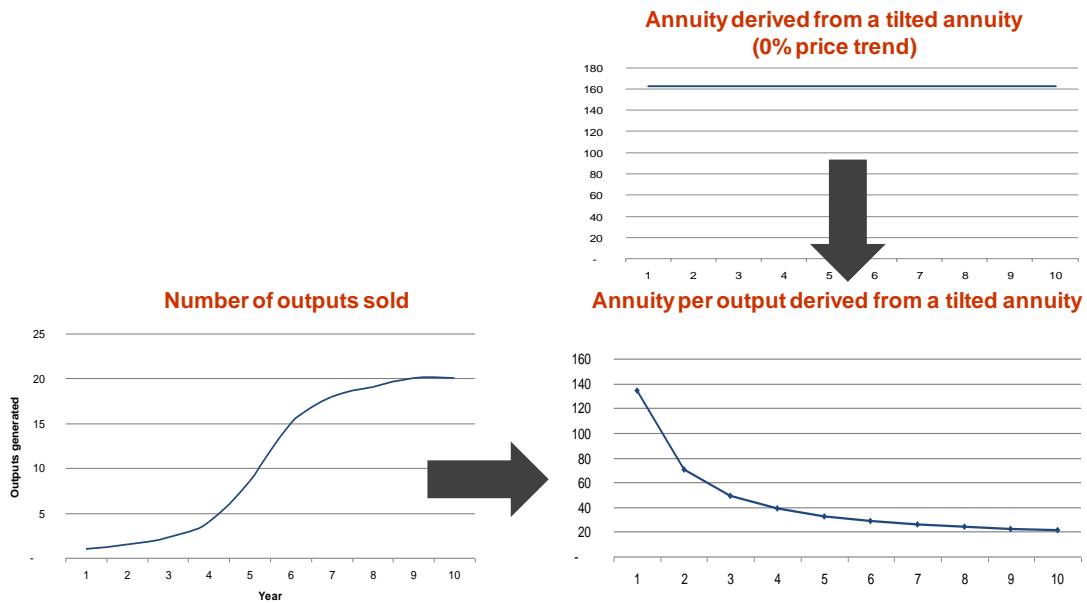 Annuity derived from a tilted annuity
(0% price trend)
180
160
140
120
100
80
60
40
20
-
1 2 3 4 5 6 7 8 9 10
Number of outputs sold
25
20
15
10
5
-
Outputs generated
1 2 3 4 5 6 7 8 9 10
Year
Annuity per output derived from a tilted annuity
160
140
120
100
80
60
40
20
-
1 2 3 4 5 6 7 8 9 10